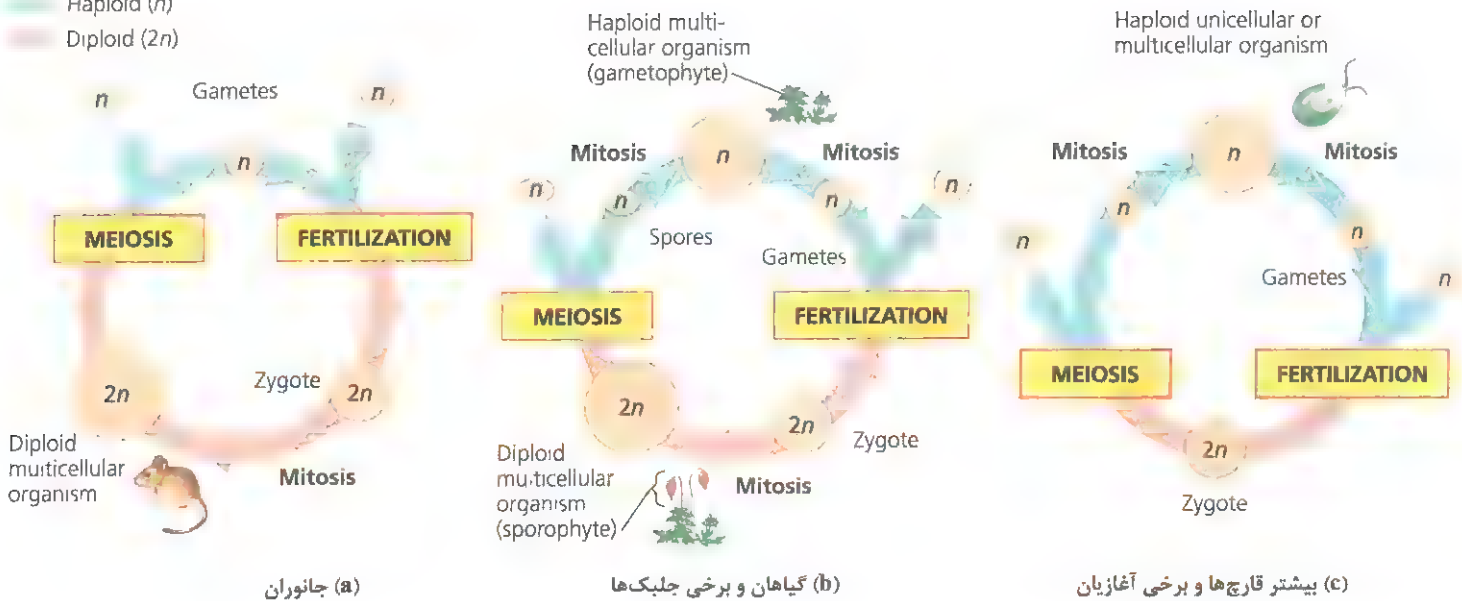 Haploid (n)
Diploid (2n)
n
Gametes
n
n
MEIOSIS
FERTILIZATION
2n
Zygote
2n
Diploid
multicellular
organism
Mitosis
(a) جانوران
Haploid multi-
cellular organism
(gametophyte)
Mitosis
n
Mitosis
n
n
n
n
Spores
Gametes
MEIOSIS
FERTILIZATION
2n
2n
Zygote
Diploid
multicellular
organism
(sporophyte)
Mitosis
(b) گیاهان و برخی جلبک‌ها
Haploid unicellular or
multicellular organism
Mitosis
n
Mitosis
n
n
n
Gametes
n
MEIOSIS
FERTILIZATION
2n
Zygote
(c) بیشتر قارچ‌ها و برخی آغازیان